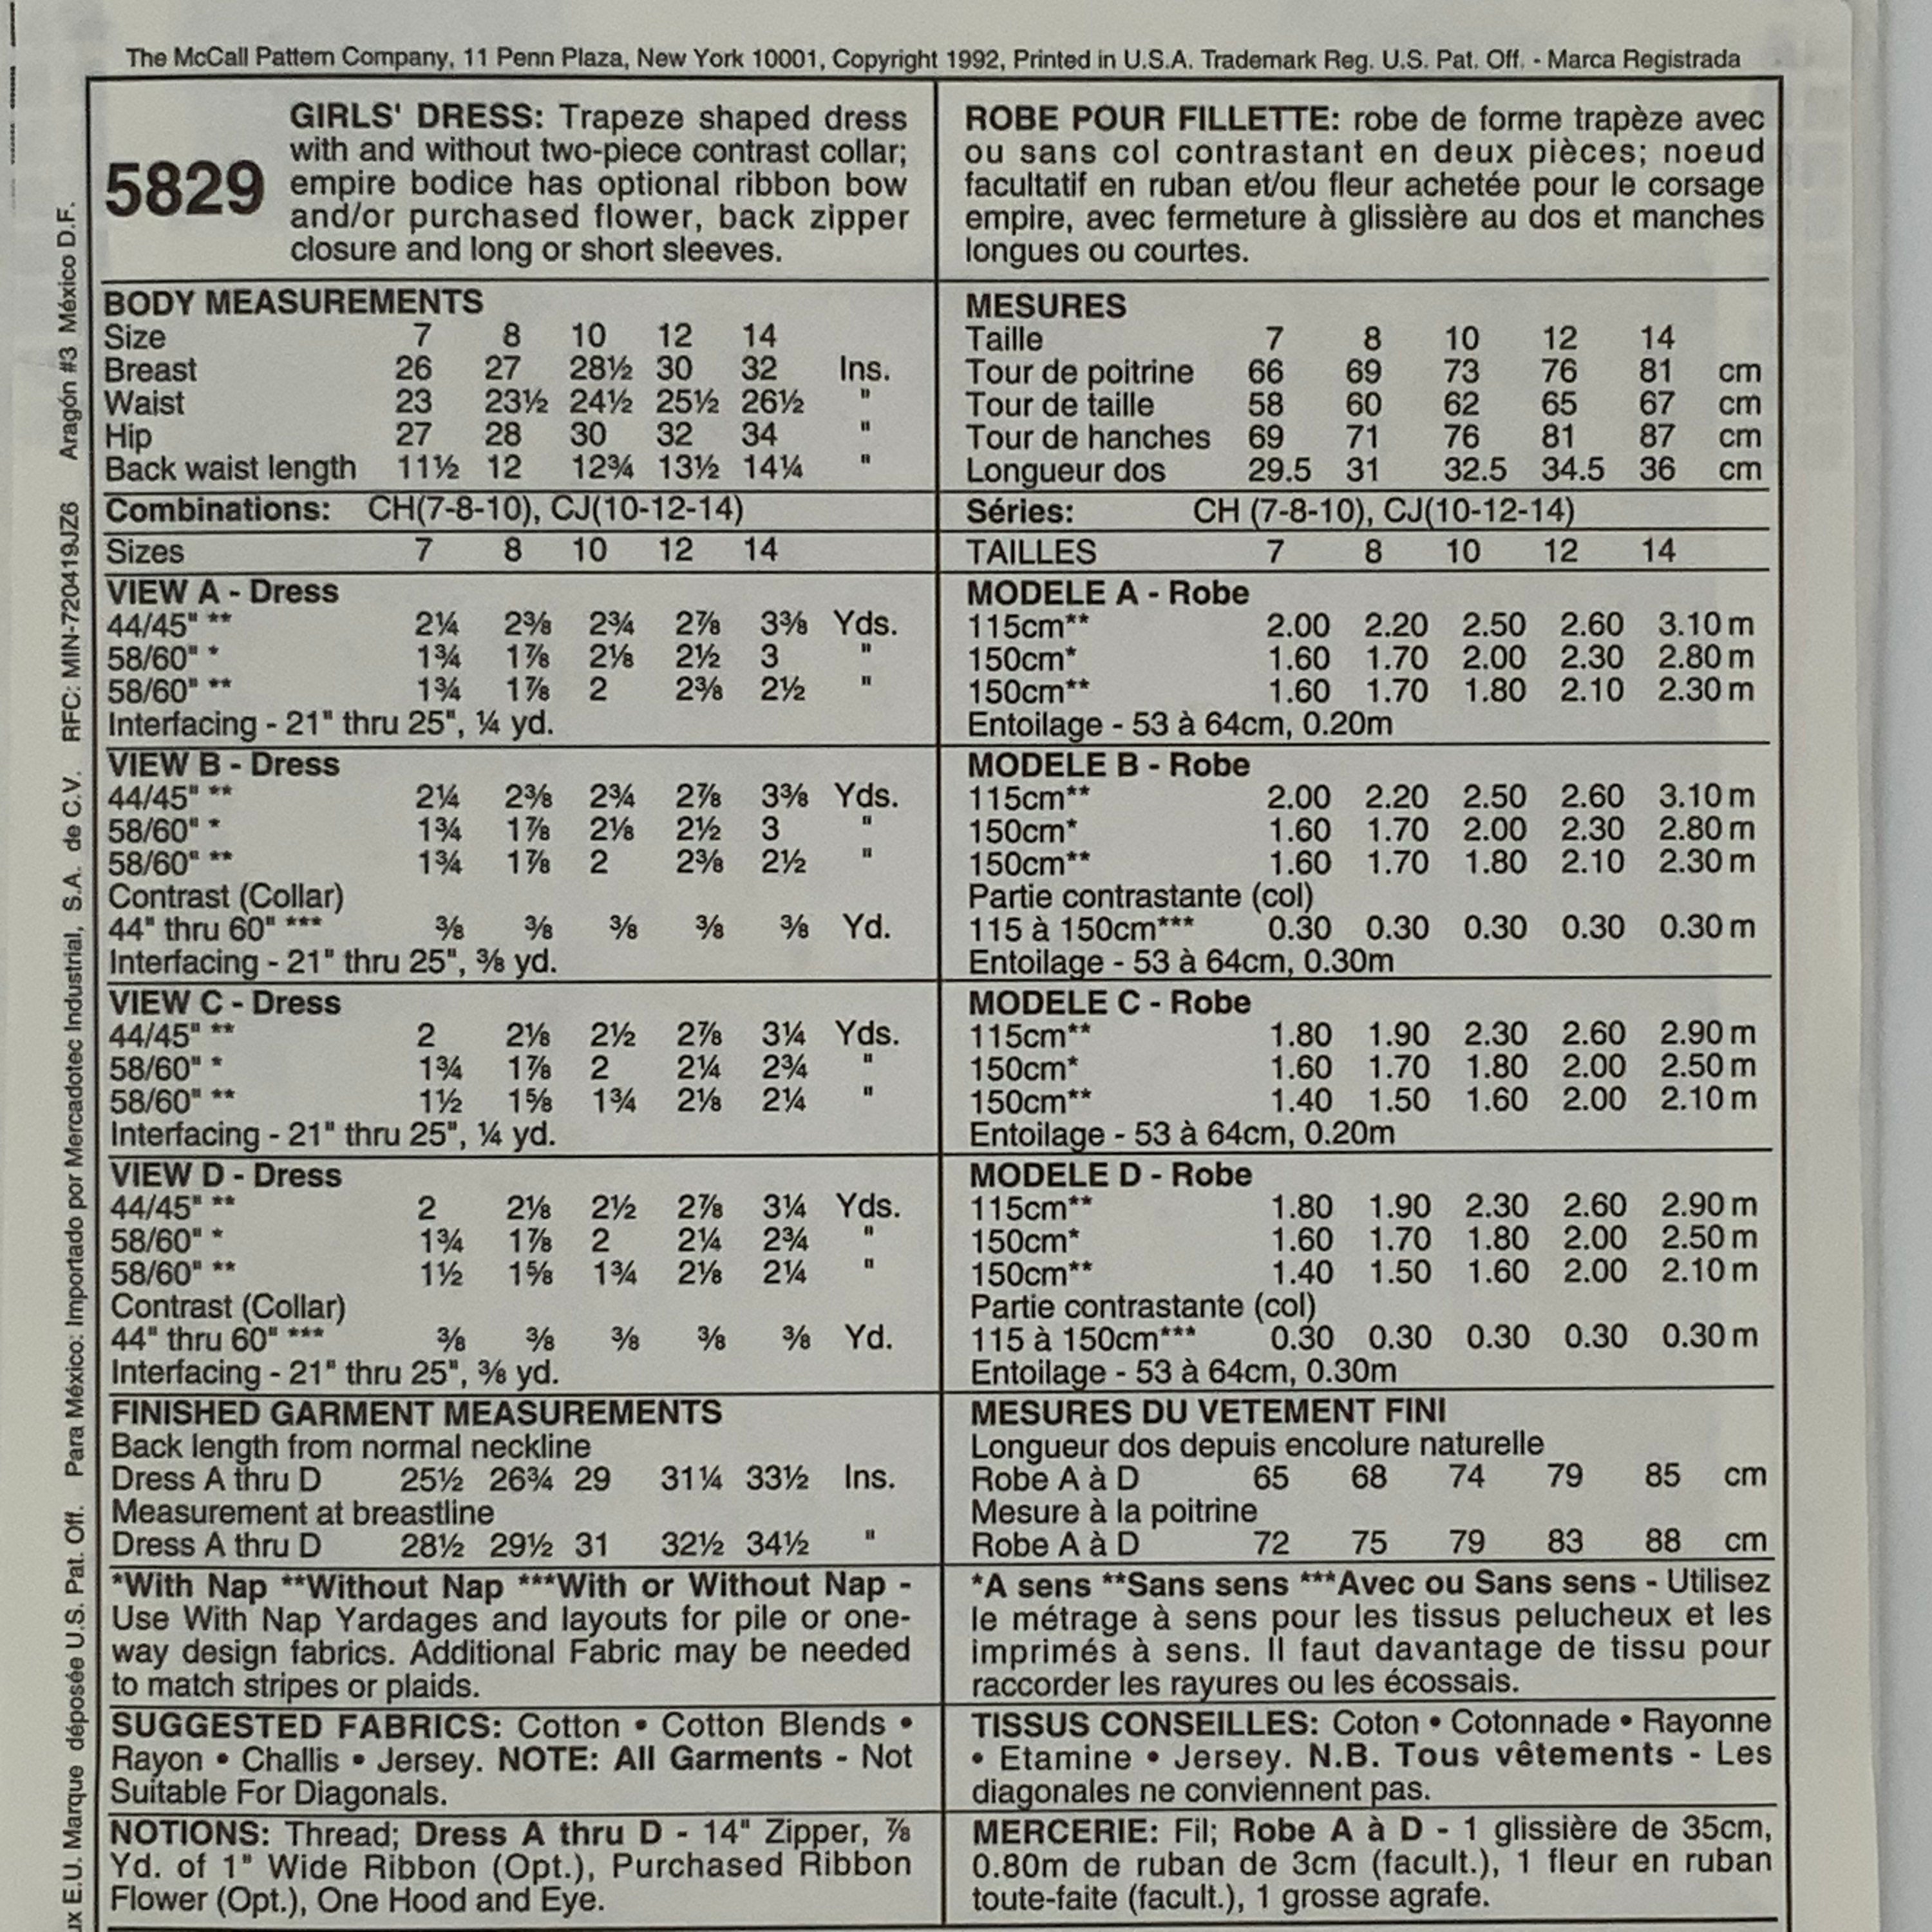 The McCall Pattern Company, 11 Penn Plaza, New York 10001, Copyright 1992, Printed in U.S.A. Trademark Reg. U.S. Pat. Off. - Marca Registrada
5829
GIRLS' DRESS: Trapeze shaped dress
with and without two-piece contrast collar;
empire bodice has optional ribbon bow
and/or purchased flower, back zipper
closure and long or short sleeves.
BODY MEASUREMENTS
Size 7 8 10 12 14
Breast 26 27 28½ 30 32 Ins.
Waist 23 23½ 24½ 25½ 26½ "
Hip 27 28 30 32 34 "
Back waist length 11½ 12 12¾ 13½ 14¼ "
Combinations: CH(7-8-10), CJ(10-12-14)
Sizes 7 8 10 12 14
VIEW A - Dress
44/45" ** 2¼ 2⅜ 2¾ 2⅞ 3⅜ Yds.
58/60" * 1¾ 1⅞ 2⅛ 2½ 3 "
58/60" ** 1¾ 1⅞ 2 2⅜ 2½ "
Interfacing - 21" thru 25", ¼ yd.
VIEW B - Dress
44/45" ** 2¼ 2⅜ 2¾ 2⅞ 3⅜ Yds.
58/60" * 1¾ 1⅞ 2⅛ 2½ 3 "
58/60" ** 1¾ 1⅞ 2 2⅜ 2½ "
Contrast (Collar)
44" thru 60" *** ⅜ ⅜ ⅜ ⅜ ⅜ Yd.
Interfacing - 21" thru 25", ⅜ yd.
VIEW C - Dress
44/45" ** 2 2⅛ 2½ 2⅞ 3¼ Yds.
58/60" * 1¾ 1⅞ 2 2¼ 2¾ "
58/60" ** 1½ 1⅝ 1¾ 2⅛ 2¼ "
Interfacing - 21" thru 25", ¼ yd.
VIEW D - Dress
44/45" ** 2 2⅛ 2½ 2⅞ 3¼ Yds.
58/60" * 1¾ 1⅞ 2 2¼ 2¾ "
58/60" ** 1½ 1⅝ 1¾ 2⅛ 2¼ "
Contrast (Collar)
44" thru 60" *** ⅜ ⅜ ⅜ ⅜ ⅜ Yd.
Interfacing - 21" thru 25", ⅜ yd.
FINISHED GARMENT MEASUREMENTS
Back length from normal neckline
Dress A thru D 25½ 26¾ 29 31¼ 33½ Ins.
Measurement at breastline
Dress A thru D 28½ 29½ 31 32½ 34½ "
*With Nap **Without Nap ***With or Without Nap -
Use With Nap Yardages and layouts for pile or one-
way design fabrics. Additional Fabric may be needed
to match stripes or plaids.
SUGGESTED FABRICS: Cotton • Cotton Blends •
Rayon • Challis • Jersey. NOTE: All Garments - Not
Suitable For Diagonals.
NOTIONS: Thread; Dress A thru D - 14" Zipper, ⅞
Yd. of 1" Wide Ribbon (Opt.), Purchased Ribbon
Flower (Opt.), One Hood and Eye.
ROBE POUR FILLETTE: robe de forme trapèze avec
ou sans col contrastant en deux pièces; noeud
facultatif en ruban et/ou fleur achetée pour le corsage
empire, avec fermeture à glissière au dos et manches
longues ou courtes.
MESURES
Taille 7 8 10 12 14
Tour de poitrine 66 69 73 76 81 cm
Tour de taille 58 60 62 65 67 cm
Tour de hanches 69 71 76 81 87 cm
Longueur dos 29.5 31 32.5 34.5 36 cm
Séries: CH (7-8-10), CJ(10-12-14)
TAILLES 7 8 10 12 14
MODELE A - Robe
115cm** 2.00 2.20 2.50 2.60 3.10 m
150cm* 1.60 1.70 2.00 2.30 2.80 m
150cm** 1.60 1.70 1.80 2.10 2.30 m
Entoilage - 53 à 64cm, 0.20m
MODELE B - Robe
115cm** 2.00 2.20 2.50 2.60 3.10 m
150cm* 1.60 1.70 2.00 2.30 2.80 m
150cm** 1.60 1.70 1.80 2.10 2.30 m
Partie contrastante (col)
115 à 150cm*** 0.30 0.30 0.30 0.30 0.30 m
Entoilage - 53 à 64cm, 0.30m
MODELE C - Robe
115cm** 1.80 1.90 2.30 2.60 2.90 m
150cm* 1.60 1.70 1.80 2.00 2.50 m
150cm** 1.40 1.50 1.60 2.00 2.10 m
Entoilage - 53 à 64cm, 0.20m
MODELE D - Robe
115cm** 1.80 1.90 2.30 2.60 2.90 m
150cm* 1.60 1.70 1.80 2.00 2.50 m
150cm** 1.40 1.50 1.60 2.00 2.10 m
Partie contrastante (col)
115 à 150cm*** 0.30 0.30 0.30 0.30 0.30 m
Entoilage - 53 à 64cm, 0.30m
MESURES DU VETEMENT FINI
Longueur dos depuis encolure naturelle
Robe A à D 65 68 74 79 85 cm
Mesure à la poitrine
Robe A à D 72 75 79 83 88 cm
*A sens **Sans sens ***Avec ou Sans sens - Utilisez
le métrage à sens pour les tissus pelucheux et les
imprimés à sens. Il faut davantage de tissu pour
raccorder les rayures ou les écossais.
TISSUS CONSEILLES: Coton • Cotonnade • Rayonne
• Etamine • Jersey. N.B. Tous vêtements - Les
diagonales ne conviennent pas.
MERCERIE: Fil; Robe A à D - 1 glissière de 35cm,
0.80m de ruban de 3cm (facult.), 1 fleur en ruban
toute-faite (facult.), 1 grosse agrafe.
E.U. Marque déposée U.S. Pat. Off. Para México: Importado por Mercadotec Industrial, S.A. de C.V. RFC: MIN-720419JZ6 Aragón #3 México D.F.